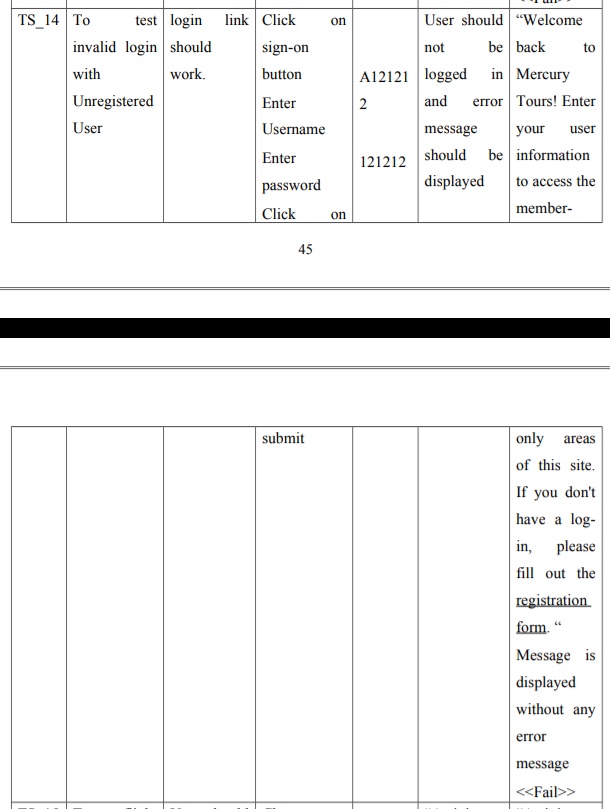 TS_14
To test
invalid login
with
Unregistered
User
login link
should
work.
Click on
sign-on
button
Enter
Username
Enter
password
Click on
A12121
2
121212
User should
not be
logged in
and error
message
should be
displayed
“Welcome
back to
Mercury
Tours! Enter
your user
information
to access the
member-
45
submit
only areas
of this site.
If you don't
have a log-
in, please
fill out the
registration
form. “
Message is
displayed
without any
error
message
<<Fail>>